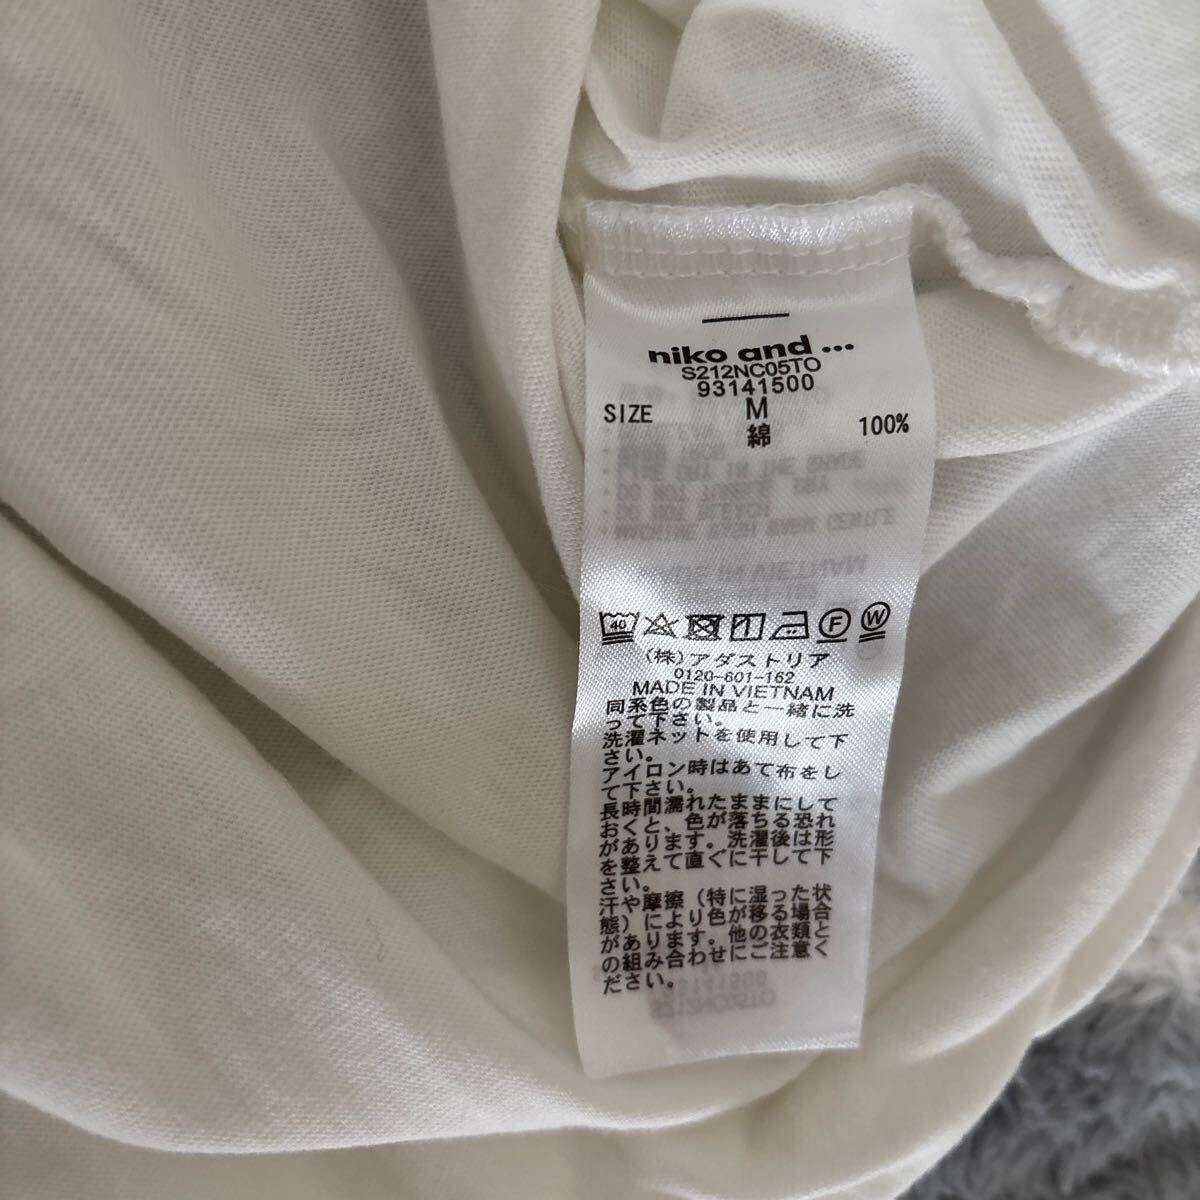 niko and ...
S212NC05TO
93141500
SIZE M
綿 100%
40 F W
(株)アダストリア
0120-601-162
MADE IN VIETNAM
同系色の製品と一緒に洗
って下さい。
洗濯ネットを使用して下
さい。
アイロン時はあて布をし
て下さい。
長時間濡れたままにして
おくと、色が落ちる恐れ
があります。洗濯後は形
を整えて直ぐに干して下
さい。
汗や摩擦(特に湿った状
態)により色が移る場合
があります。他の衣類と
の組み合わせにご注意く
ださい。